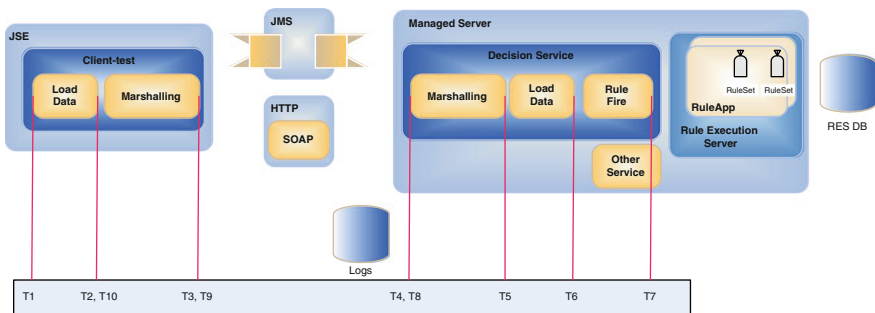 JSE
Client-test
Load
Data
Marshalling
JMS
HTTP
SOAP
Managed Server
Decision Service
Marshalling
Load
Data
Rule
Fire
Other
Service
RuleSet
RuleSet
RuleApp
Rule Execution
Server
RES DB
Logs
T1
T2, T10
T3, T9
T4, T8
T5
T6
T7